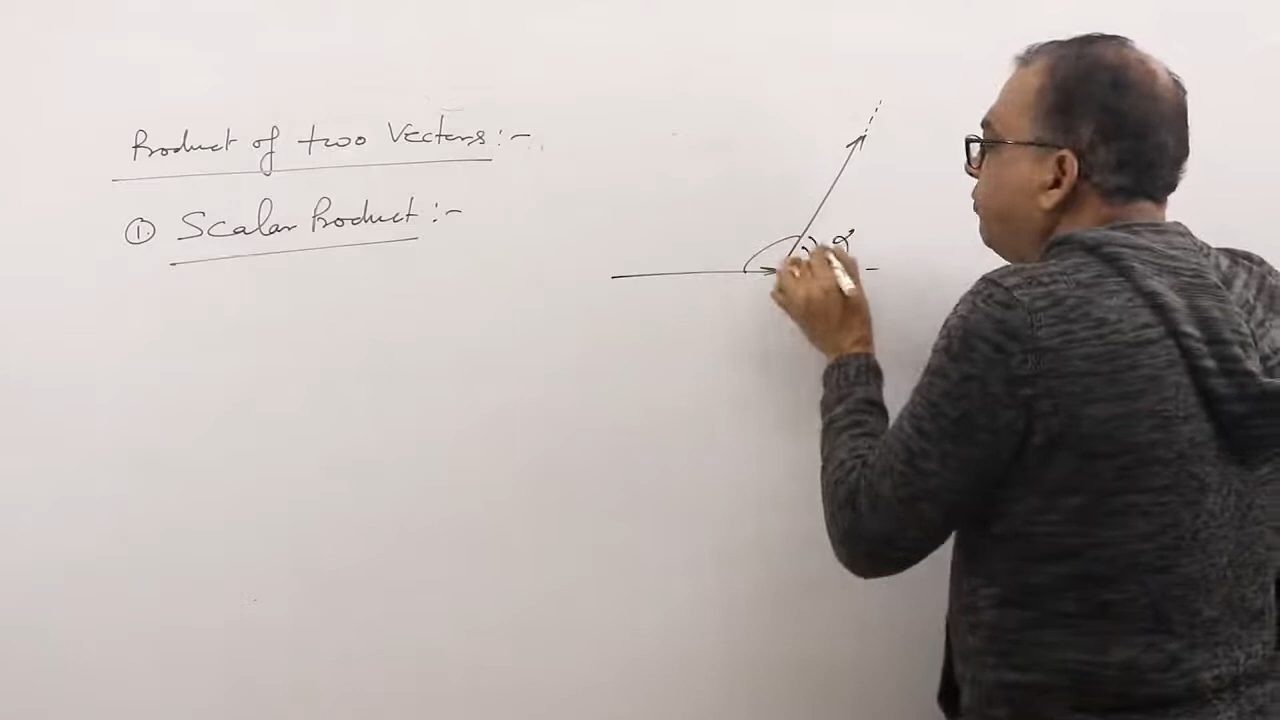 Product of two Vectors :-
① Scalar Product :-
α